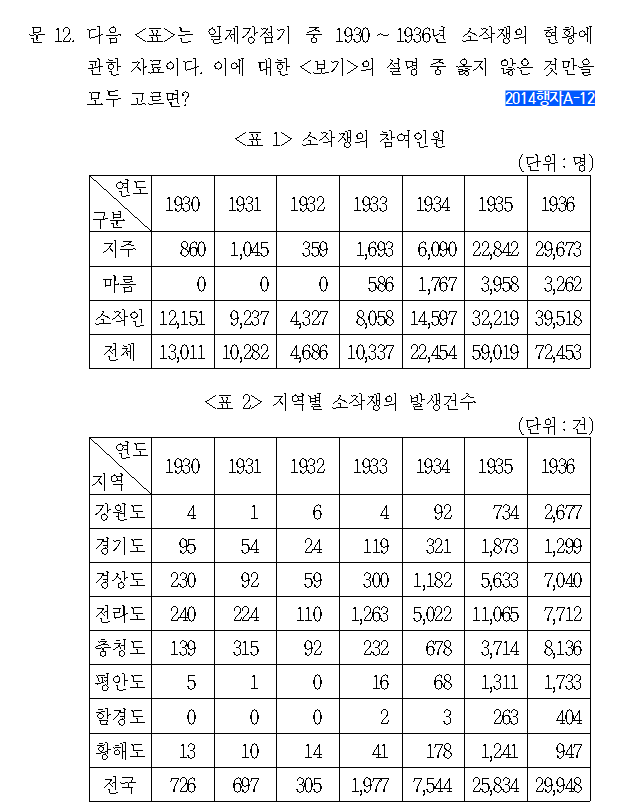 문 12. 다음 <표>는 일제강점기 중 1930 ~ 1936년 소작쟁의 현황에
관한 자료이다. 이에 대한 <보기>의 설명 중 옳지 않은 것만을
모두 고르면?
2014행자A-12
<표 1> 소작쟁의 참여인원
(단위 : 명)
연도
구분
1930 1931 1932 1933 1934 1935 1936
지주 860 1,045 359 1,693 6,090 22,842 29,673
마름 0 0 0 586 1,767 3,958 3,262
소작인 12,151 9,237 4,327 8,058 14,597 32,219 39,518
전체 13,011 10,282 4,686 10,337 22,454 59,019 72,453
<표 2> 지역별 소작쟁의 발생건수
(단위 : 건)
연도
지역
1930 1931 1932 1933 1934 1935 1936
강원도 4 1 6 4 92 734 2,677
경기도 95 54 24 119 321 1,873 1,299
경상도 230 92 59 300 1,182 5,633 7,040
전라도 240 224 110 1,263 5,022 11,065 7,712
충청도 139 315 92 232 678 3,714 8,136
평안도 5 1 0 16 68 1,311 1,733
함경도 0 0 0 2 3 263 404
황해도 13 10 14 41 178 1,241 947
전국 726 697 305 1,977 7,544 25,834 29,948